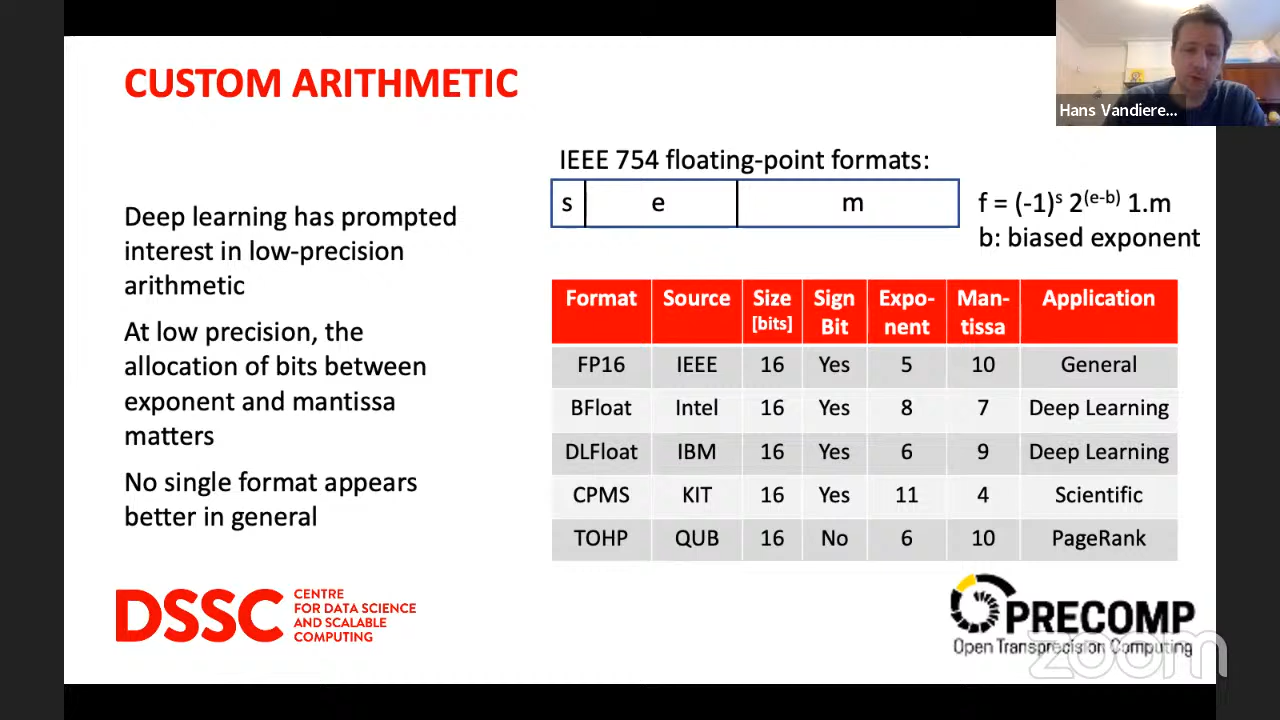 CUSTOM ARITHMETIC
Hans Vandiere...
IEEE 754 floating-point formats:
s e m
f = (-1)ˢ 2⁽ᵉ⁻ᵇ⁾ 1.m
b: biased exponent
Deep learning has prompted
interest in low-precision
arithmetic
At low precision, the
allocation of bits between
exponent and mantissa
matters
No single format appears
better in general
Format Source Size [bits] Sign Bit Expo-nent Man-tissa Application
FP16 IEEE 16 Yes 5 10 General
BFloat Intel 16 Yes 8 7 Deep Learning
DLFloat IBM 16 Yes 6 9 Deep Learning
CPMS KIT 16 Yes 11 4 Scientific
TOHP QUB 16 No 6 10 PageRank
DSSC
CENTRE
FOR DATA SCIENCE
AND SCALABLE
COMPUTING
OPRECOMP
Open Transprecision Computing
zoom